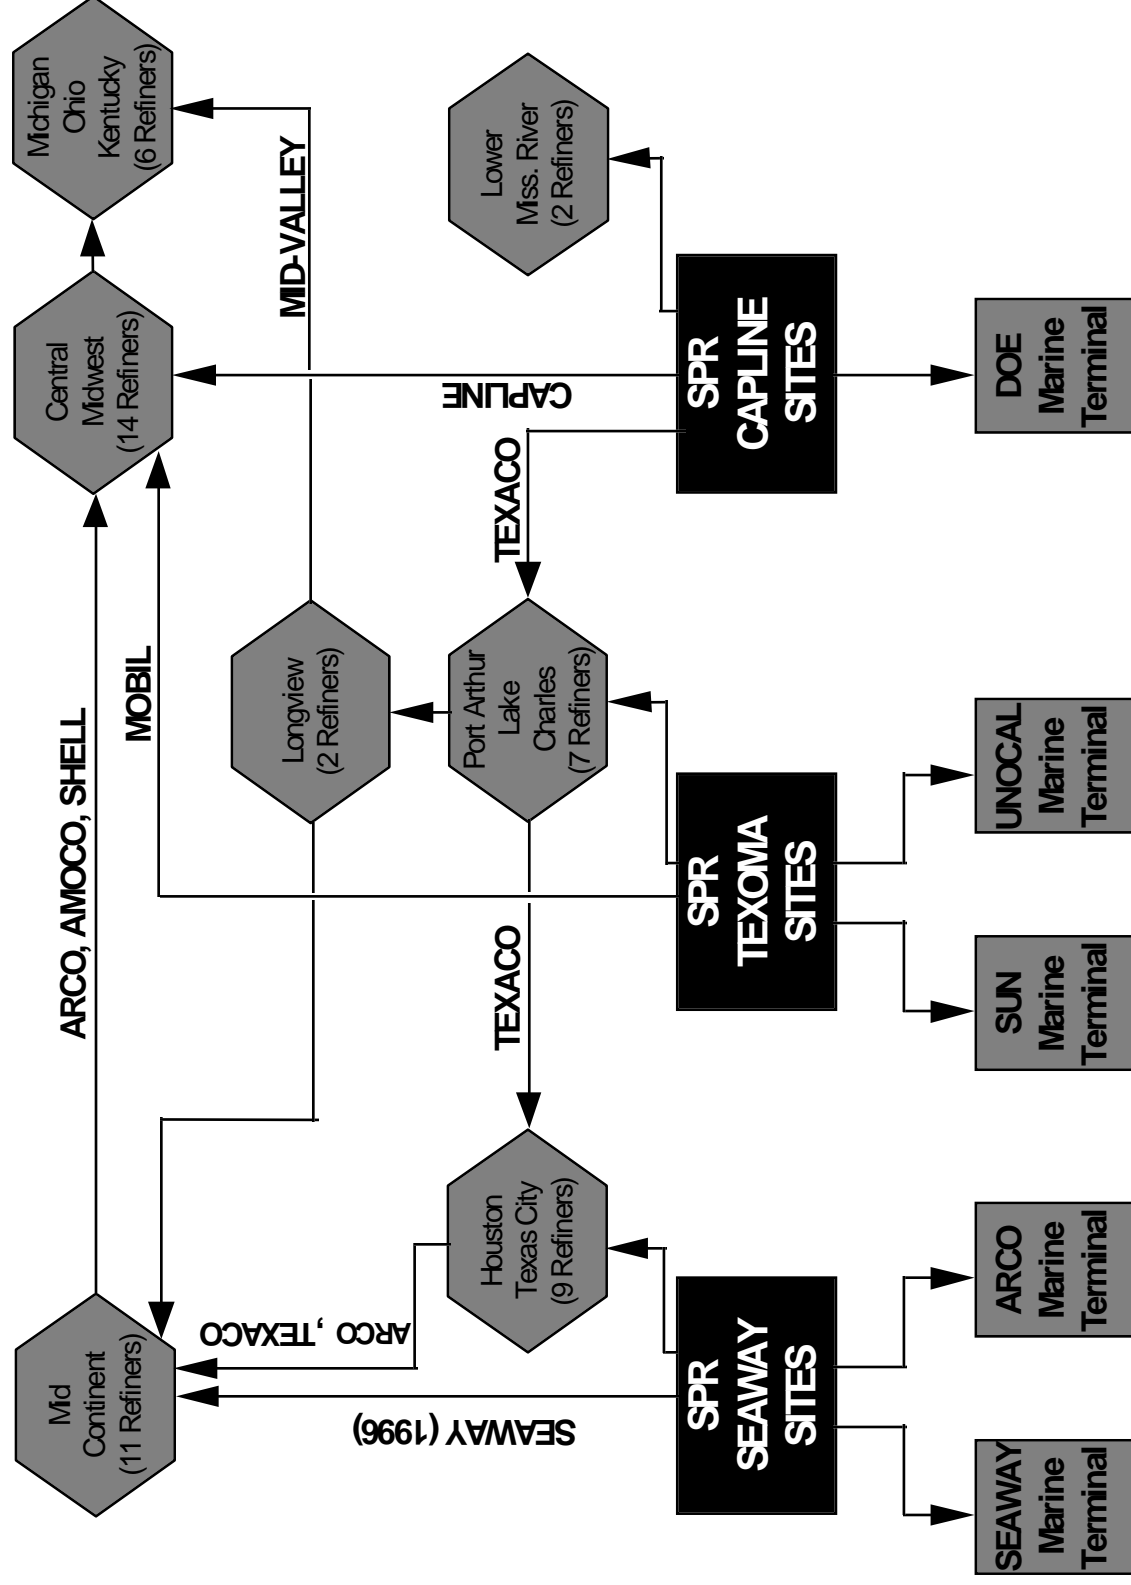 Mid
Continent
(11 Refiners)
ARCO, AMOCO, SHELL
MOBIL
Central
Midwest
(14 Refiners)
Michigan
Ohio
Kentucky
(6 Refiners)
MID-VALLEY
Longview
(2 Refiners)
ARCO, TEXACO
SEAWAY (1996)
Houston
Texas City
(9 Refiners)
TEXACO
Port Arthur
Lake
Charles
(7 Refiners)
TEXACO
CAPLINE
Lower
Miss. River
(2 Refiners)
SPR
SEAWAY
SITES
SPR
TEXOMA
SITES
SPR
CAPLINE
SITES
SEAWAY
Marine
Terminal
ARCO
Marine
Terminal
SUN
Marine
Terminal
UNOCAL
Marine
Terminal
DOE
Marine
Terminal